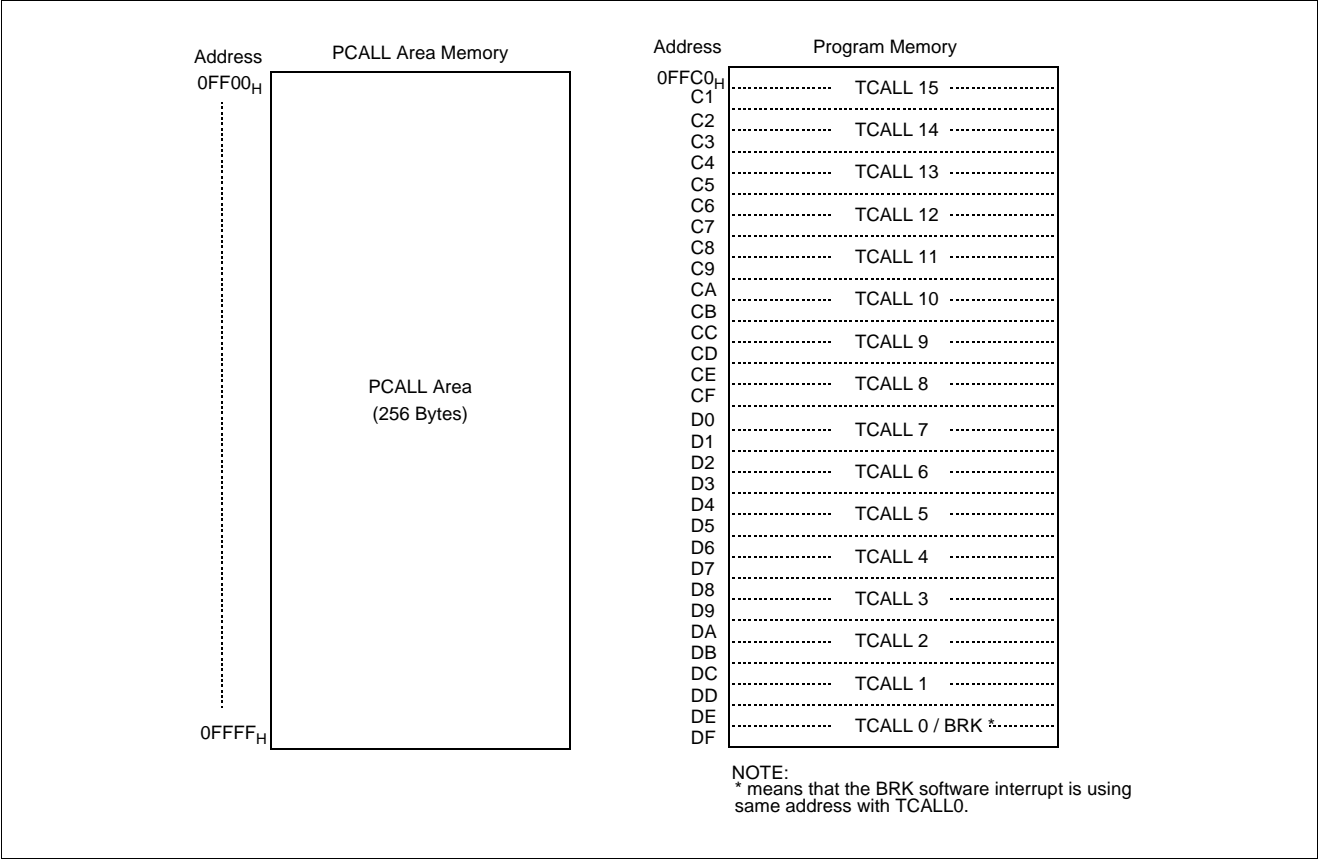 Address
PCALL Area Memory
0FF00H
PCALL Area
(256 Bytes)
0FFFFH
Address
Program Memory
0FFC0H
C1
TCALL 15
C2
C3
TCALL 14
C4
C5
TCALL 13
C6
C7
TCALL 12
C8
C9
TCALL 11
CA
CB
TCALL 10
CC
CD
TCALL 9
CE
CF
TCALL 8
D0
D1
TCALL 7
D2
D3
TCALL 6
D4
D5
TCALL 5
D6
D7
TCALL 4
D8
D9
TCALL 3
DA
DB
TCALL 2
DC
DD
TCALL 1
DE
DF
TCALL 0 / BRK *
NOTE:
* means that the BRK software interrupt is using
same address with TCALL0.